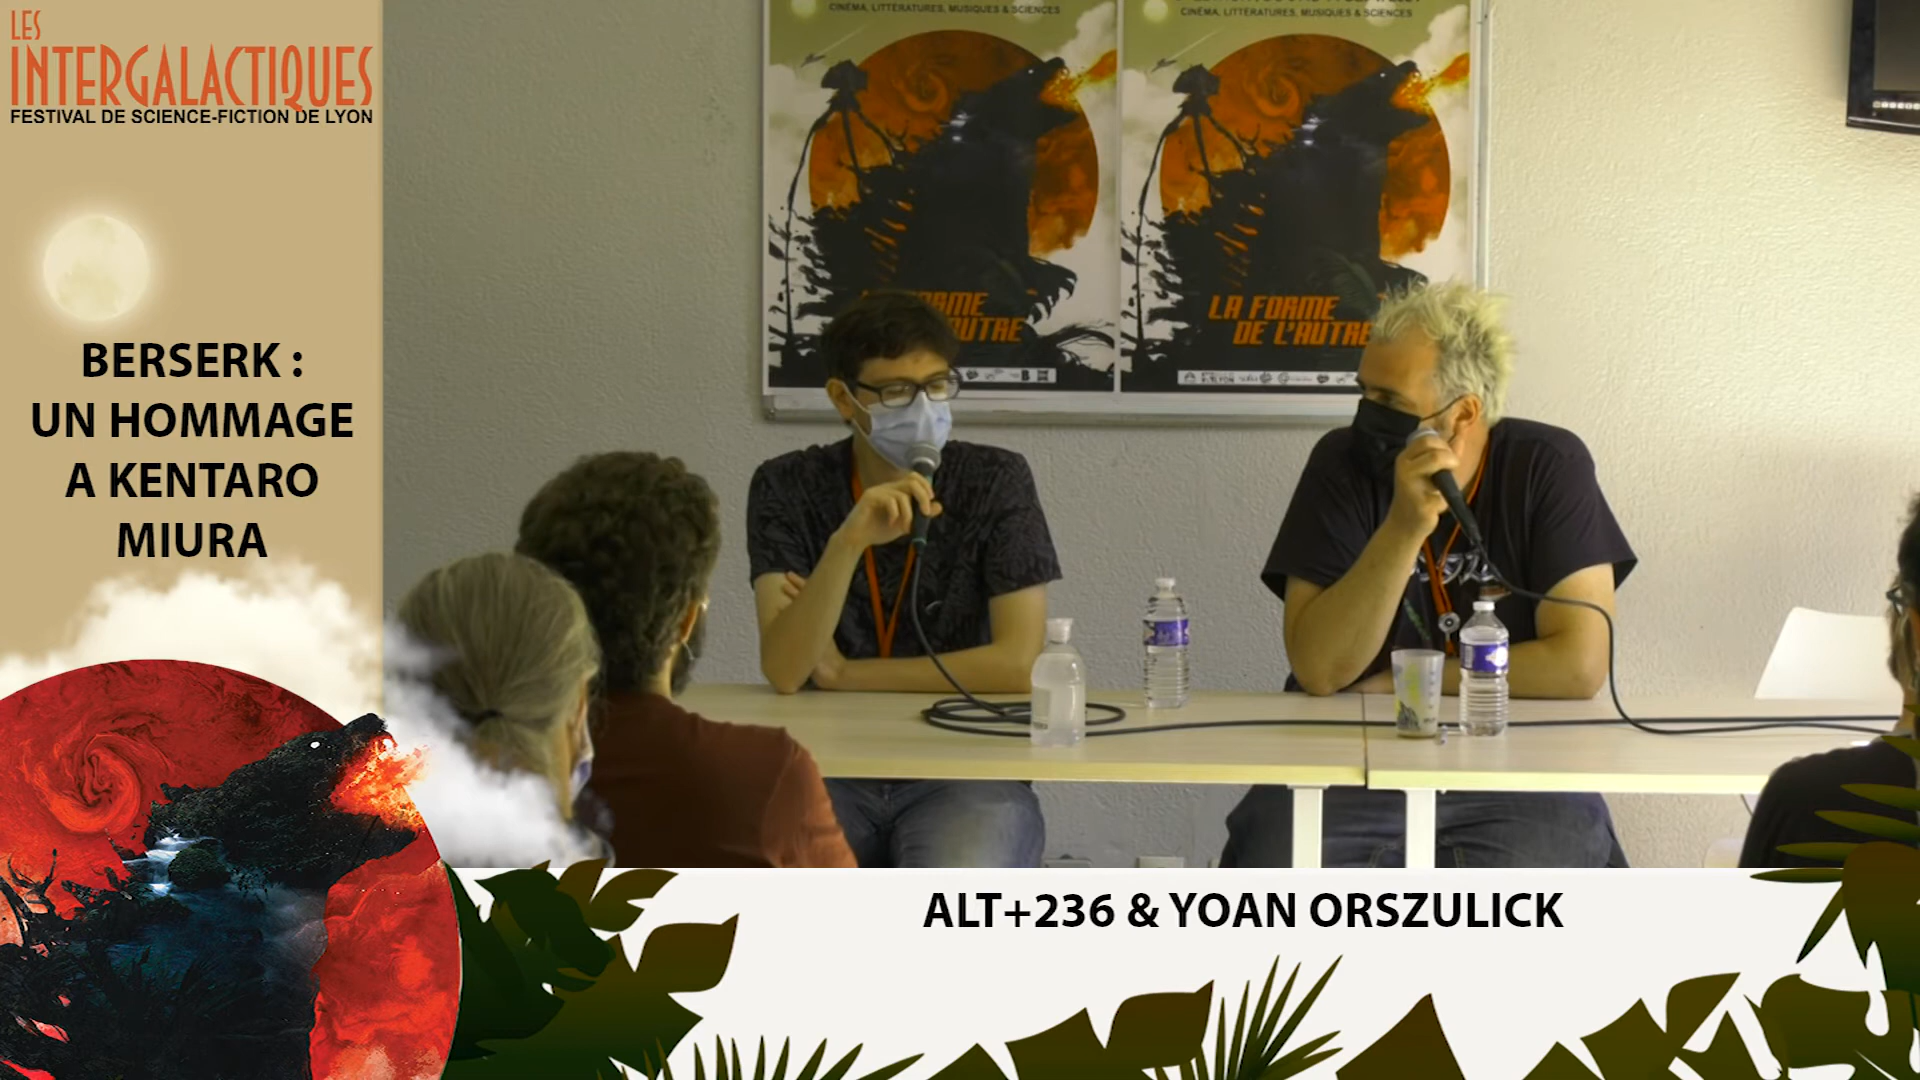 LES
INTERGALACTIQUES
FESTIVAL DE SCIENCE-FICTION DE LYON
BERSERK :
UN HOMMAGE
A KENTARO
MIURA
CINÉMA, LITTÉRATURES, MUSIQUES & SCIENCES
CINÉMA, LITTÉRATURES, MUSIQUES & SCIENCES
LA FORME
DE L'AUTRE
ALT+236 & YOAN ORSZULICK